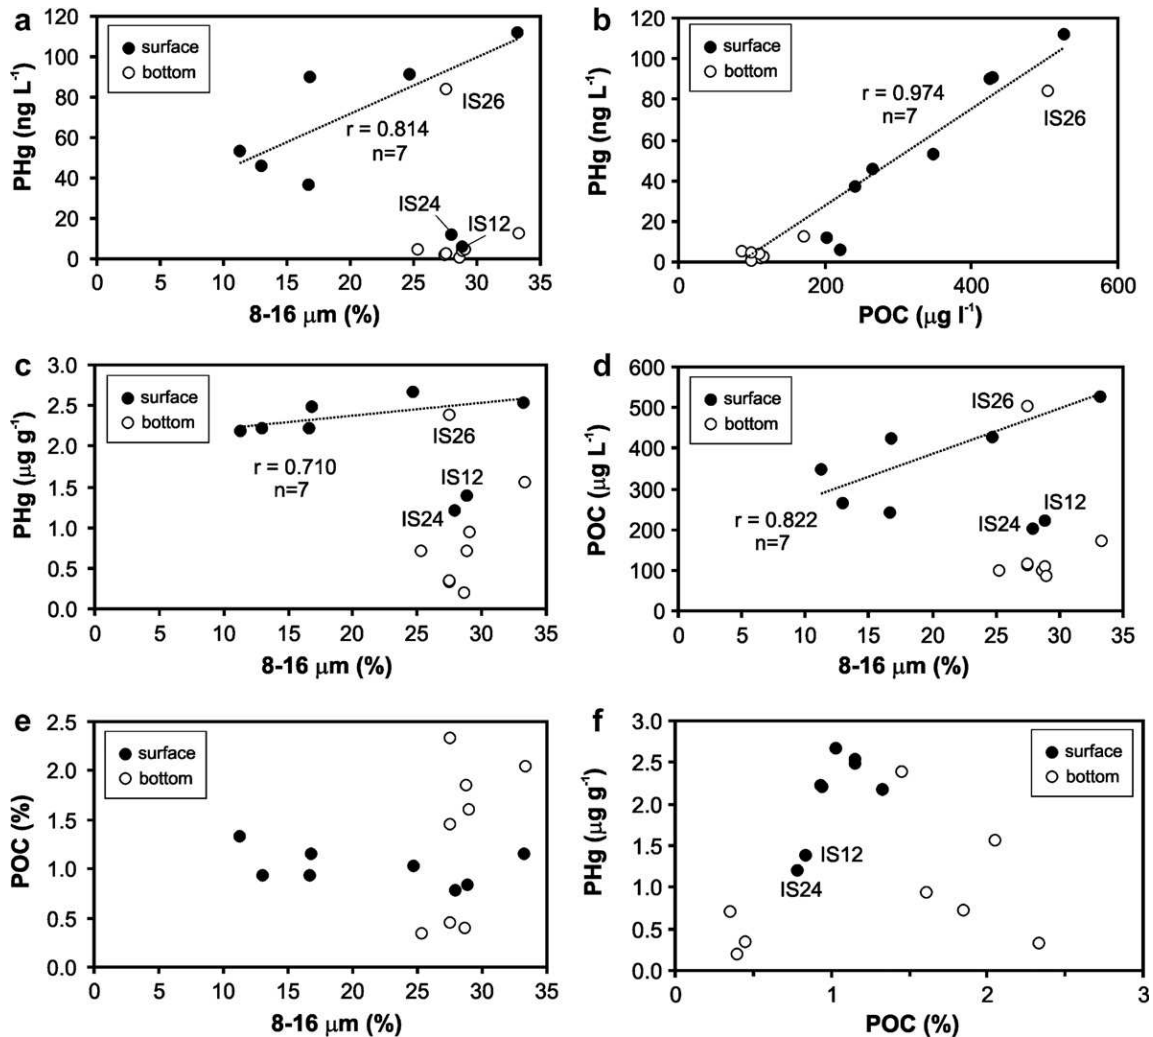 a
120
100
80
60
40
20
0
PHg (ng L⁻¹)
surface
bottom
IS26
r = 0.814
n=7
IS24
IS12
0 5 10 15 20 25 30 35
8-16 μm (%)
b
120
100
80
60
40
20
0
PHg (ng L⁻¹)
surface
bottom
r = 0.974
n=7
IS26
0 200 400 600
POC (μg l⁻¹)
c
3.0
2.5
2.0
1.5
1.0
0.5
0.0
PHg (μg g⁻¹)
surface
bottom
IS26
r = 0.710
n=7
IS12
IS24
0 5 10 15 20 25 30 35
8-16 μm (%)
d
600
500
400
300
200
100
0
POC (μg L⁻¹)
surface
bottom
IS26
r = 0.822
n=7
IS12
IS24
0 5 10 15 20 25 30 35
8-16 μm (%)
e
2.5
2.0
1.5
1.0
0.5
0.0
POC (%)
surface
bottom
0 5 10 15 20 25 30 35
8-16 μm (%)
f
3.0
2.5
2.0
1.5
1.0
0.5
0.0
PHg (μg g⁻¹)
surface
bottom
IS12
IS24
0 1 2 3
POC (%)